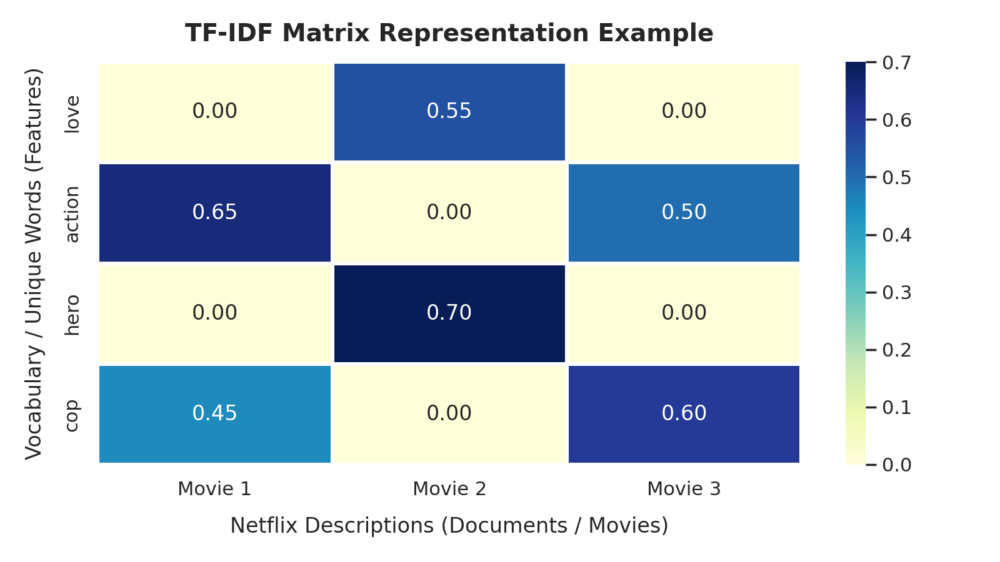 TF-IDF Matrix Representation Example
Vocabulary / Unique Words (Features)
love
0.00 0.55 0.00
action
0.65 0.00 0.50
hero
0.00 0.70 0.00
cop
0.45 0.00 0.60
Movie 1 Movie 2 Movie 3
Netflix Descriptions (Documents / Movies)
0.7
0.6
0.5
0.4
0.3
0.2
0.1
0.0